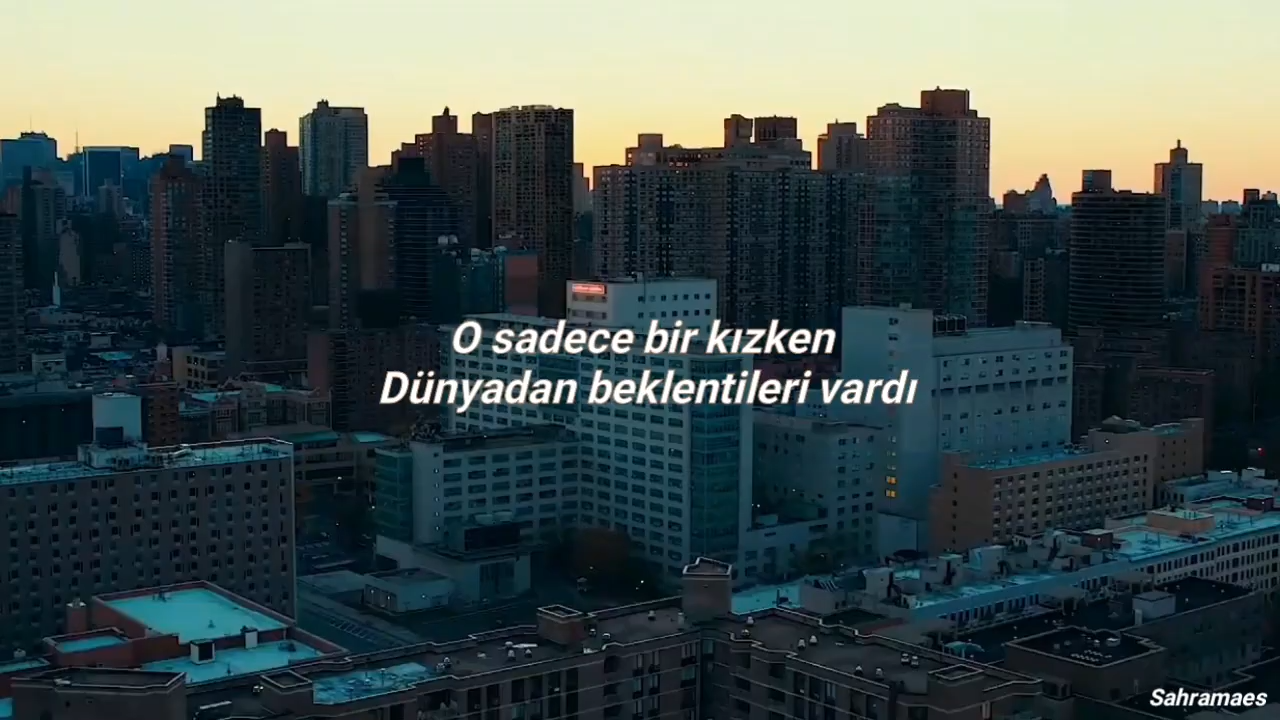 O sadece bir kızken
Dünyadan beklentileri vardı
Sahramaes